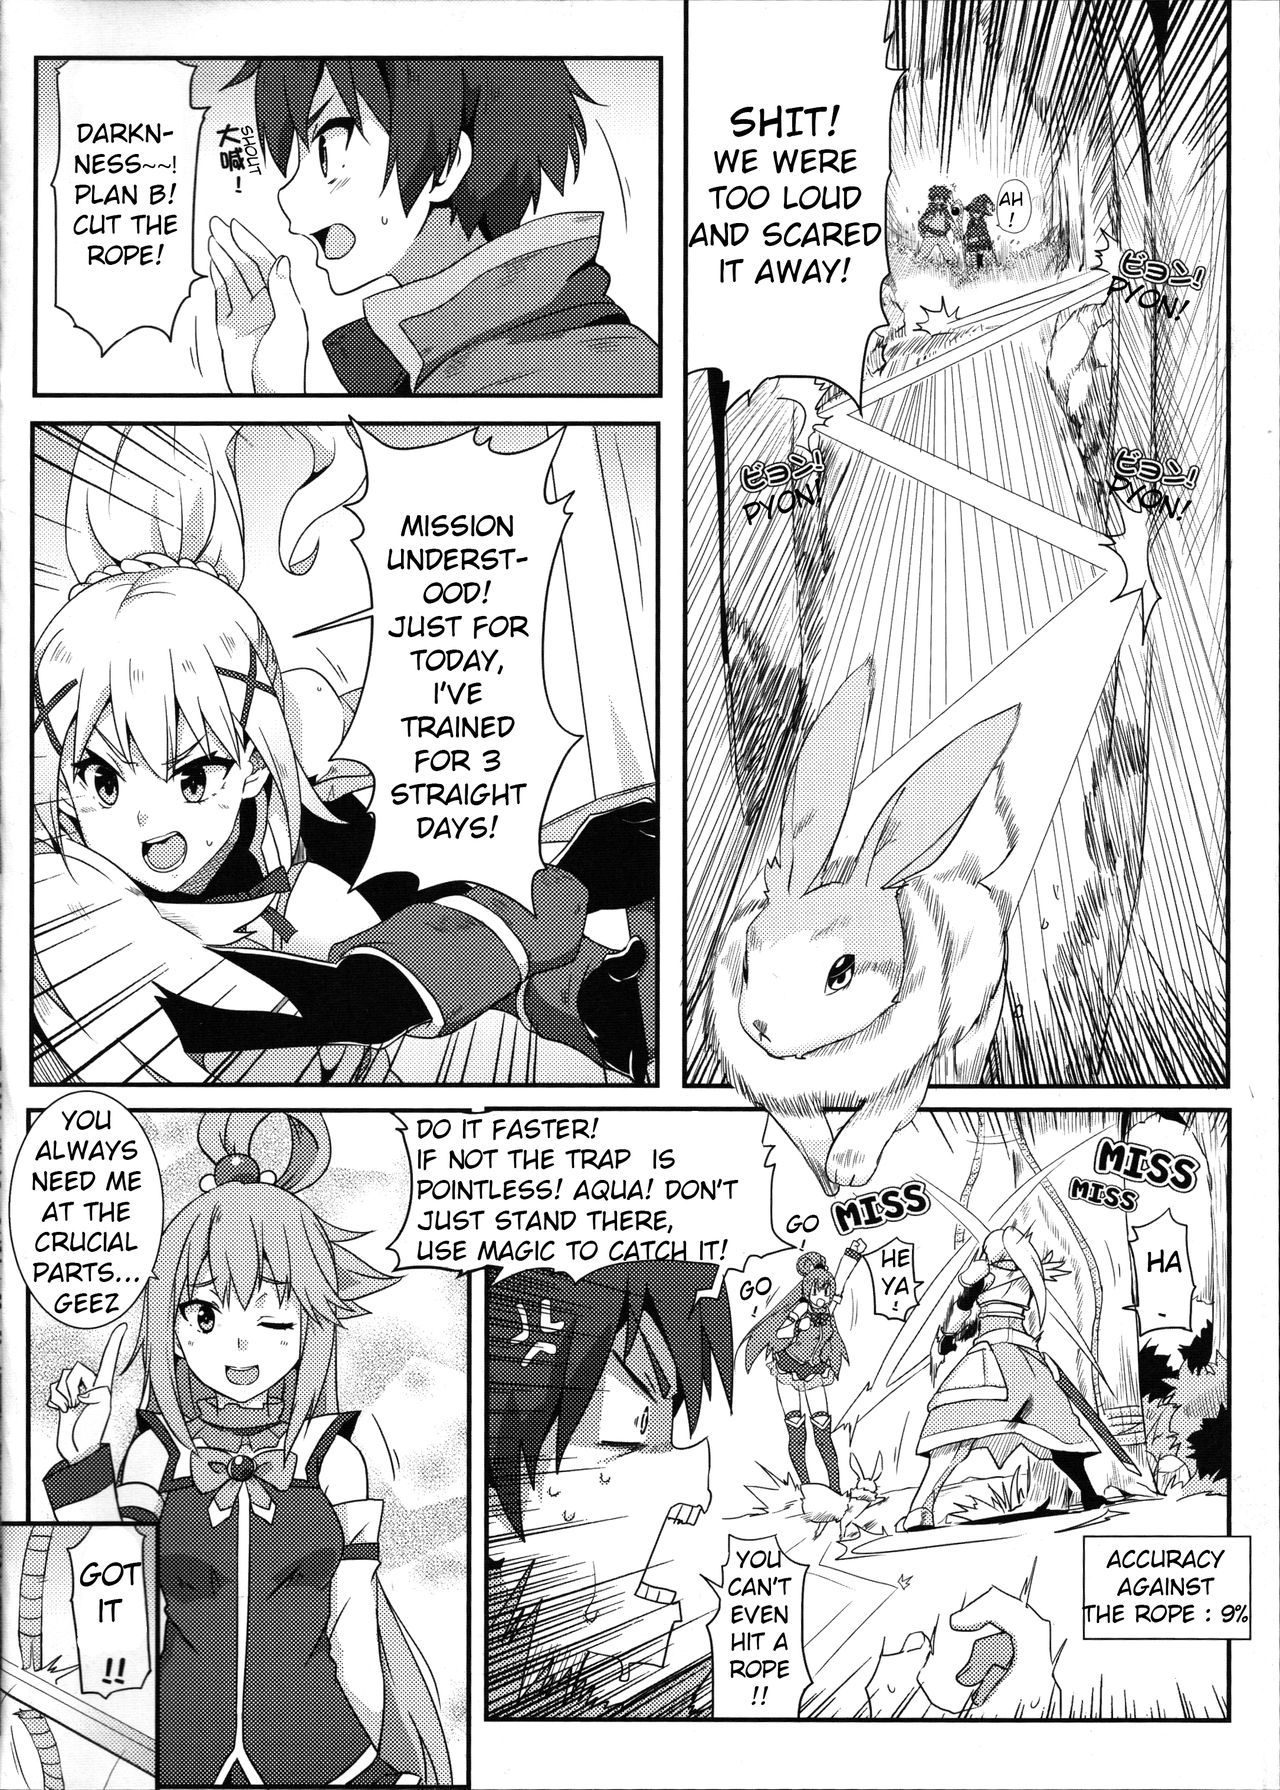 SHIT!
WE WERE
TOO LOUD
AND SCARED
IT AWAY!
AH
!
ビョン!
PYON!
ビョン!
PYON!
ビョン!
PYON!
DARKN-
NESS~~!
PLAN B!
CUT THE
ROPE!
SHOUT
大喊!
MISSION
UNDERST-
OOD!
JUST FOR
TODAY,
I'VE
TRAINED
FOR 3
STRAIGHT
DAYS!
MISS
MISS
HA
MISS
HE
YA!
GO
GO
ACCURACY
AGAINST
THE ROPE : 9%
DO IT FASTER!
IF NOT THE TRAP IS
POINTLESS! AQUA! DON'T
JUST STAND THERE,
USE MAGIC TO CATCH IT!
YOU
CAN'T
EVEN
HIT A
ROPE
!!
YOU
ALWAYS
NEED ME
AT THE
CRUCIAL
PARTS...
GEEZ
GOT
IT
!!